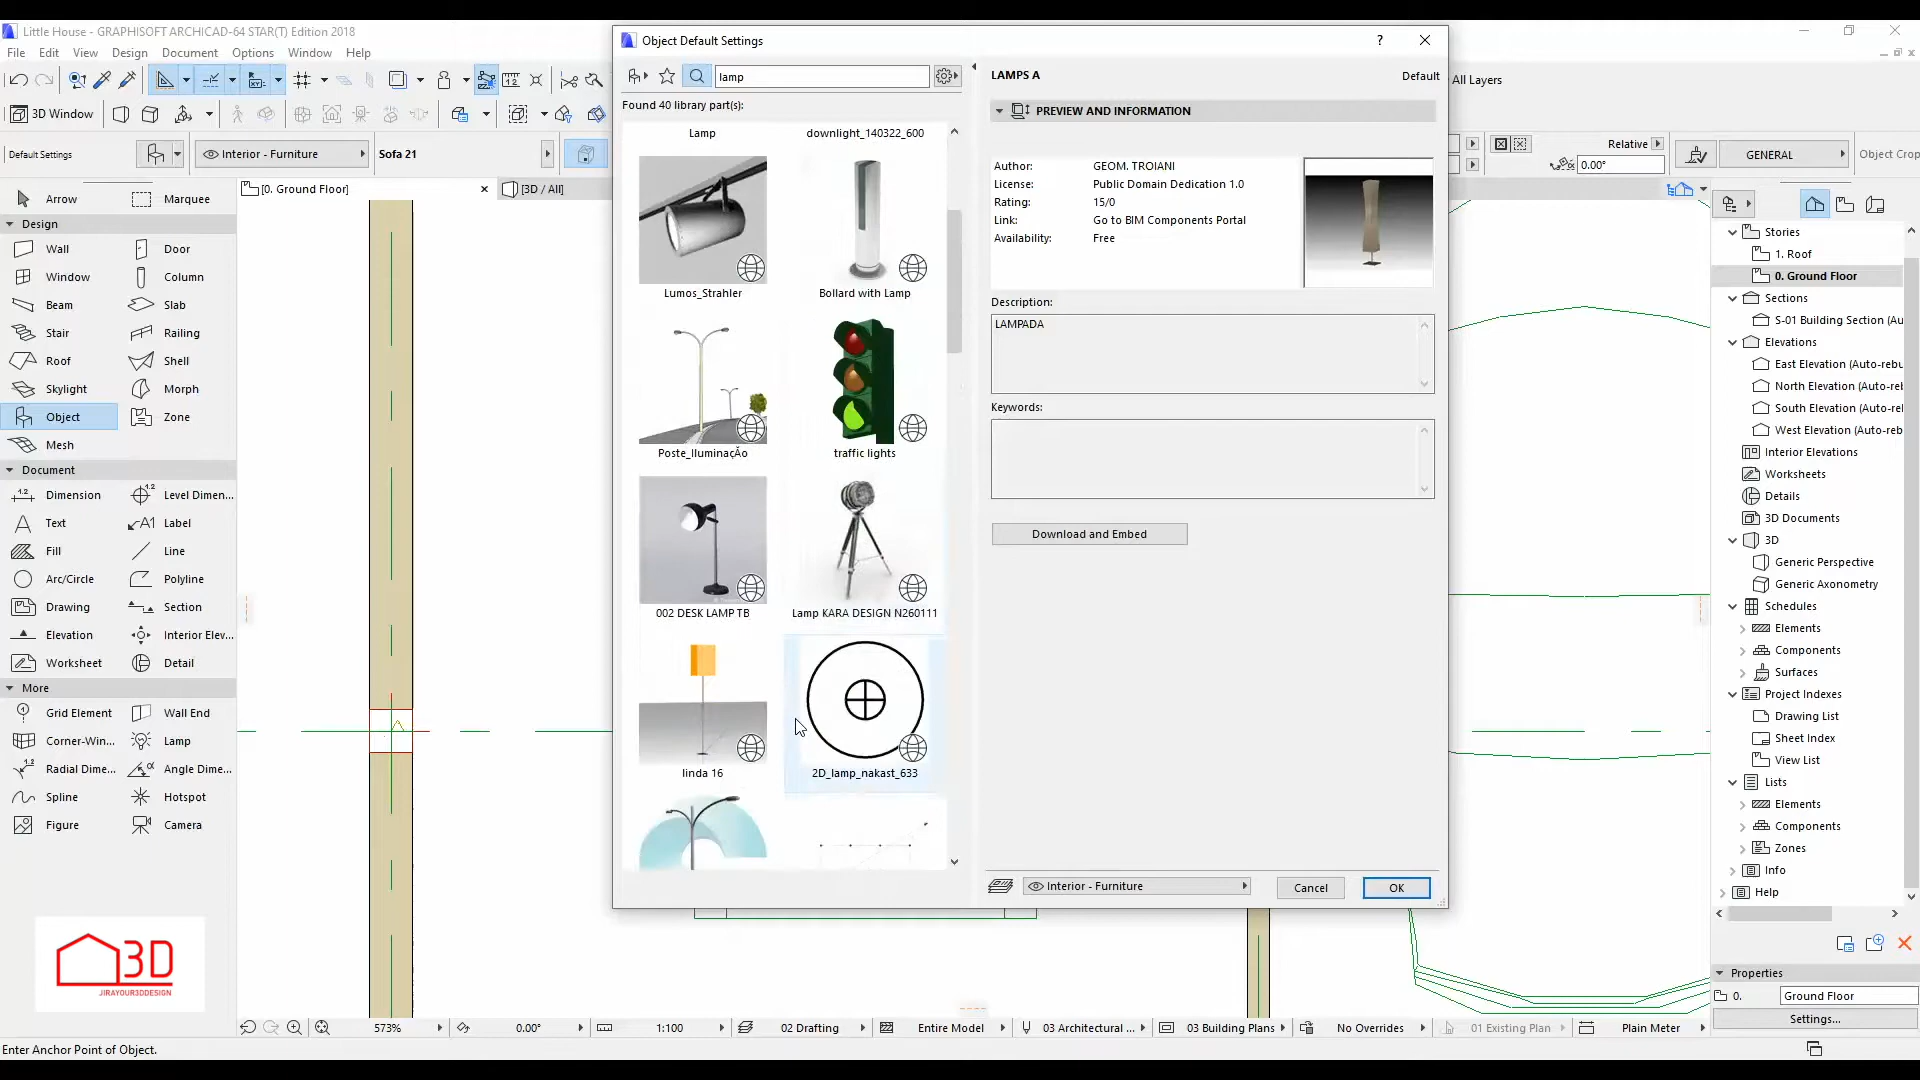 Little House - GRAPHISOFT ARCHICAD-64 STAR(T) Edition 2018
File Edit View Design Document Options Window Help
3D Window
Default Settings
Interior - Furniture
Sofa 21
Arrow
Marquee
Design
Wall
Door
Window
Column
Beam
Slab
Stair
Railing
Roof
Shell
Skylight
Morph
Object
Zone
Mesh
Document
Dimension
Level Dimen...
Text
Label
Fill
Line
Arc/Circle
Polyline
Drawing
Section
Elevation
Interior Elev...
Worksheet
Detail
More
Grid Element
Wall End
Corner-Win...
Lamp
Radial Dime...
Angle Dime...
Spline
Hotspot
Figure
Camera
3D
JIRAYOUR3DDESIGN
[0. Ground Floor]
[3D / All]
Object Default Settings
?
lamp
Found 40 library part(s):
Lamp
downlight_140322_600
Lumos_Strahler
Bollard with Lamp
Poste_IluminaçÃo
traffic lights
002 DESK LAMP TB
Lamp KARA DESIGN N260111
linda 16
2D_lamp_nakast_633
LAMPS A
Default
PREVIEW AND INFORMATION
Author: GEOM. TROIANI
License: Public Domain Dedication 1.0
Rating: 15/0
Link: Go to BIM Components Portal
Availability: Free
Description:
LAMPADA
Keywords:
Download and Embed
Interior - Furniture
Cancel
OK
All Layers
Relative
0.00°
GENERAL
Object Crop
Stories
1. Roof
0. Ground Floor
Sections
S-01 Building Section (Au
Elevations
East Elevation (Auto-rebu
North Elevation (Auto-rel
South Elevation (Auto-rel
West Elevation (Auto-reb
Interior Elevations
Worksheets
Details
3D Documents
3D
Generic Perspective
Generic Axonometry
Schedules
Elements
Components
Surfaces
Project Indexes
Drawing List
Sheet Index
View List
Lists
Elements
Components
Zones
Info
Help
Properties
0.
Ground Floor
Settings...
573%
0.00°
1:100
02 Drafting
Entire Model
03 Architectural ...
03 Building Plans
No Overrides
01 Existing Plan
Plain Meter
Enter Anchor Point of Object.